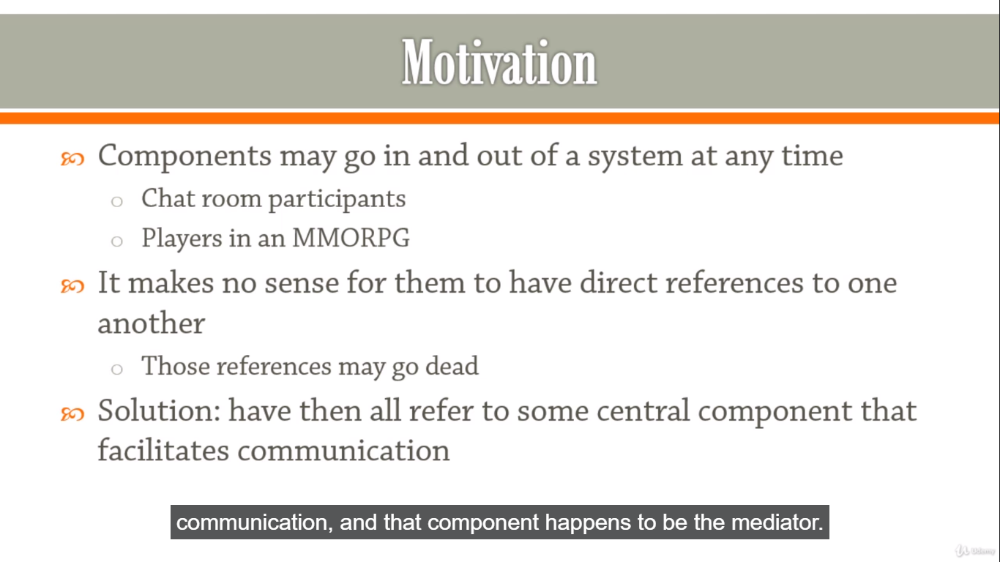 Motivation
Components may go in and out of a system at any time
Chat room participants
Players in an MMORPG
It makes no sense for them to have direct references to one
another
Those references may go dead
Solution: have then all refer to some central component that
facilitates communication
communication, and that component happens to be the mediator.
Udemy